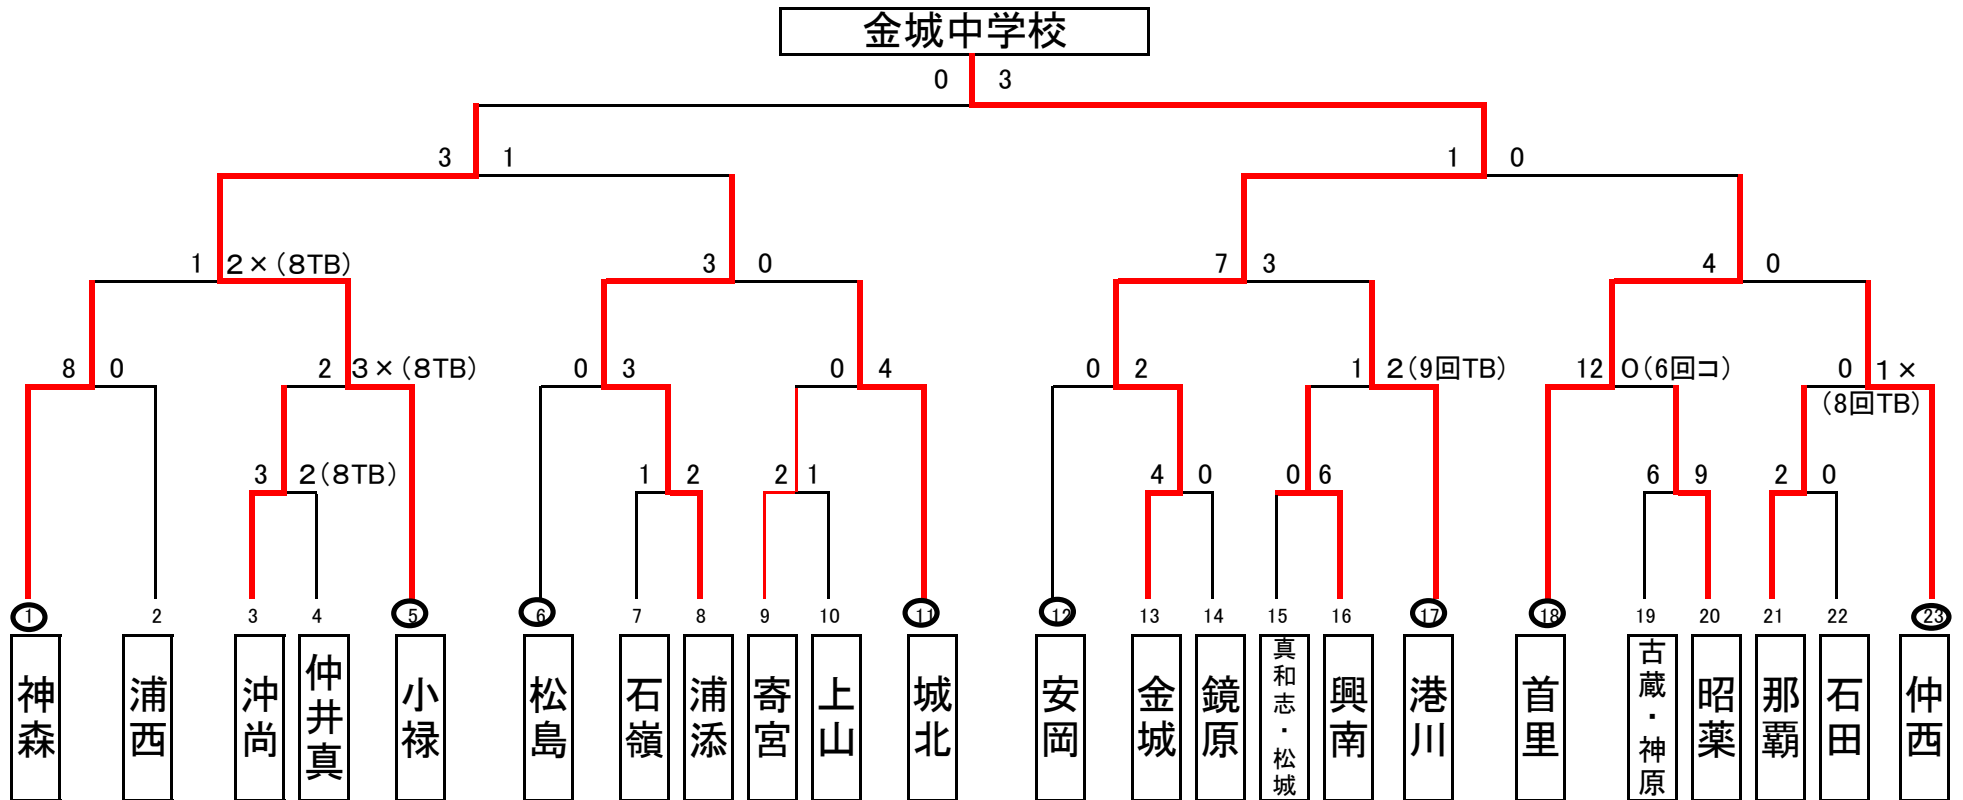 金城中学校
0 3
3 1 1 0
1 2×(8TB) 3 0 7 3 4 0
8 0 2 3×(8TB) 0 3 0 4 0 2 1 2(9回TB) 12 0(6回コ) 0 1×
(8回TB)
3 2(8TB) 1 2 2 1 4 0 0 6 6 9 2 0
1 2 3 4 5 6 7 8 9 10 11 12 13 14 15 16 17 18 19 20 21 22 23
神森
浦西
沖尚
仲井真
小禄
松島
石嶺
浦添
寄宮
上山
城北
安岡
金城
鏡原
真和志・松城
興南
港川
首里
古蔵・神原
昭薬
那覇
石田
仲西